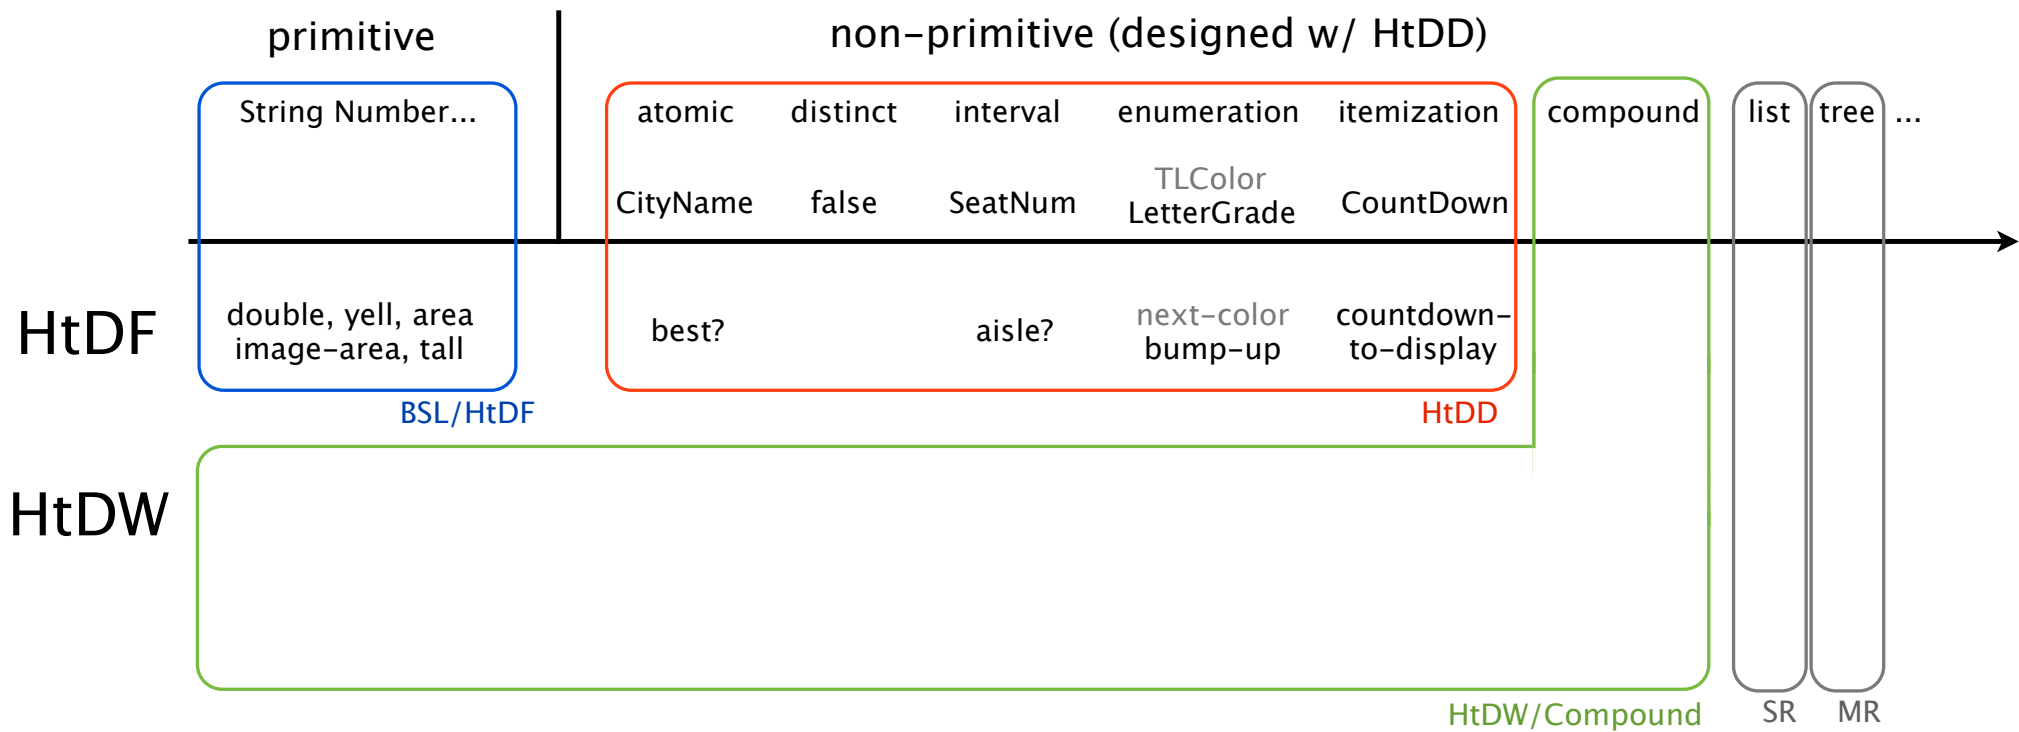 primitive
non-primitive (designed w/ HtDD)
String Number...
atomic distinct interval enumeration itemization compound list tree ...
TLColor
CityName false SeatNum LetterGrade CountDown
HtDF
double, yell, area
image-area, tall
best?
aisle?
next-color
bump-up
countdown-
to-display
BSL/HtDF
HtDD
HtDW
HtDW/Compound
SR
MR